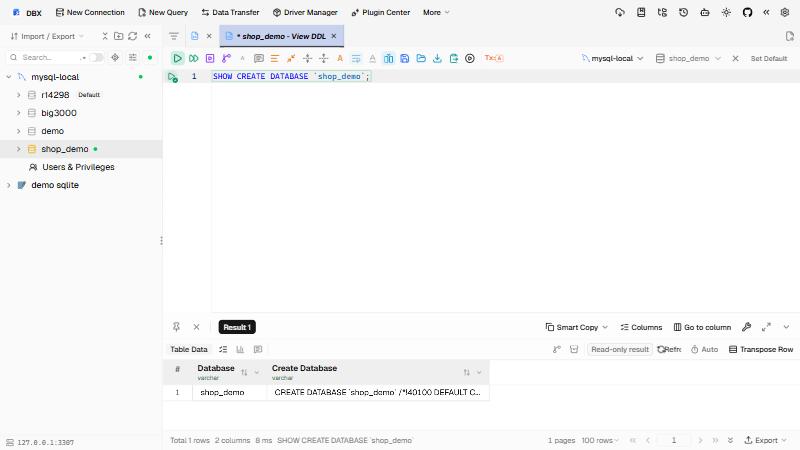 DBX New Connection New Query Data Transfer Driver Manager Plugin Center More
Import / Export
* shop_demo - View DDL
Search... .*
Tx: A
mysql-local shop_demo Set Default
1 SHOW CREATE DATABASE `shop_demo`;
mysql-local
r14298 Default
big3000
demo
shop_demo
Users & Privileges
demo sqlite
Result 1 Smart Copy Columns Go to column
Table Data Read-only result Refre Auto Transpose Row
# Database Create Database
varchar varchar
1 shop_demo CREATE DATABASE `shop_demo` /*!40100 DEFAULT C...
127.0.0.1:3307
Total 1 rows 2 columns 8 ms SHOW CREATE DATABASE `shop_demo` 1 pages 100 rows 1 Export